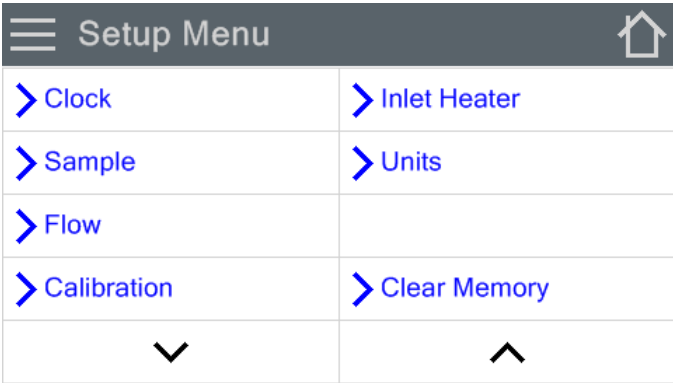 Setup Menu
Clock
Inlet Heater
Sample
Units
Flow
Calibration
Clear Memory